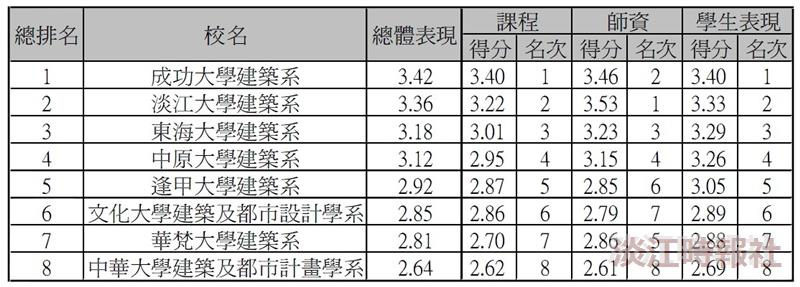 總排名 校名 總體表現 課程 師資 學生表現
得分 名次 得分 名次 得分 名次
1 成功大學建築系 3.42 3.40 1 3.46 2 3.40 1
2 淡江大學建築系 3.36 3.22 2 3.53 1 3.33 2
3 東海大學建築系 3.18 3.01 3 3.23 3 3.29 3
4 中原大學建築系 3.12 2.95 4 3.15 4 3.26 4
5 逢甲大學建築系 2.92 2.87 5 2.85 6 3.05 5
6 文化大學建築及都市設計學系 2.85 2.86 6 2.79 7 2.89 6
7 華梵大學建築系 2.81 2.70 7 2.86 5 2.88 7
8 中華大學建築及都市計畫學系 2.64 2.62 8 2.61 8 2.69 8
淡江時報社